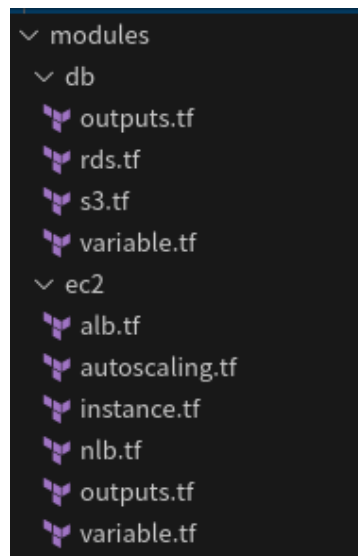 modules
db
outputs.tf
rds.tf
s3.tf
variable.tf
ec2
alb.tf
autoscaling.tf
instance.tf
nlb.tf
outputs.tf
variable.tf